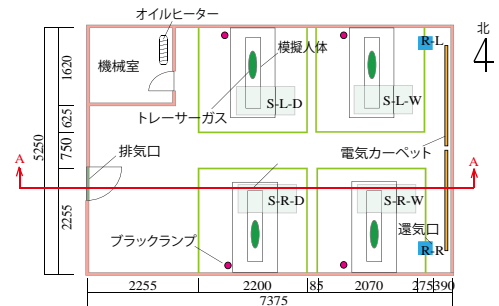 オイルヒーター
北
R-L
機械室
模擬人体
S-L-D
S-L-W
トレーサーガス
1620
625
750
2255
5250
排気口
電気カーペット
A
A
S-R-D
S-R-W
還気口
R-R
ブラックランプ
2255
2200
85
2070
275
390
7375